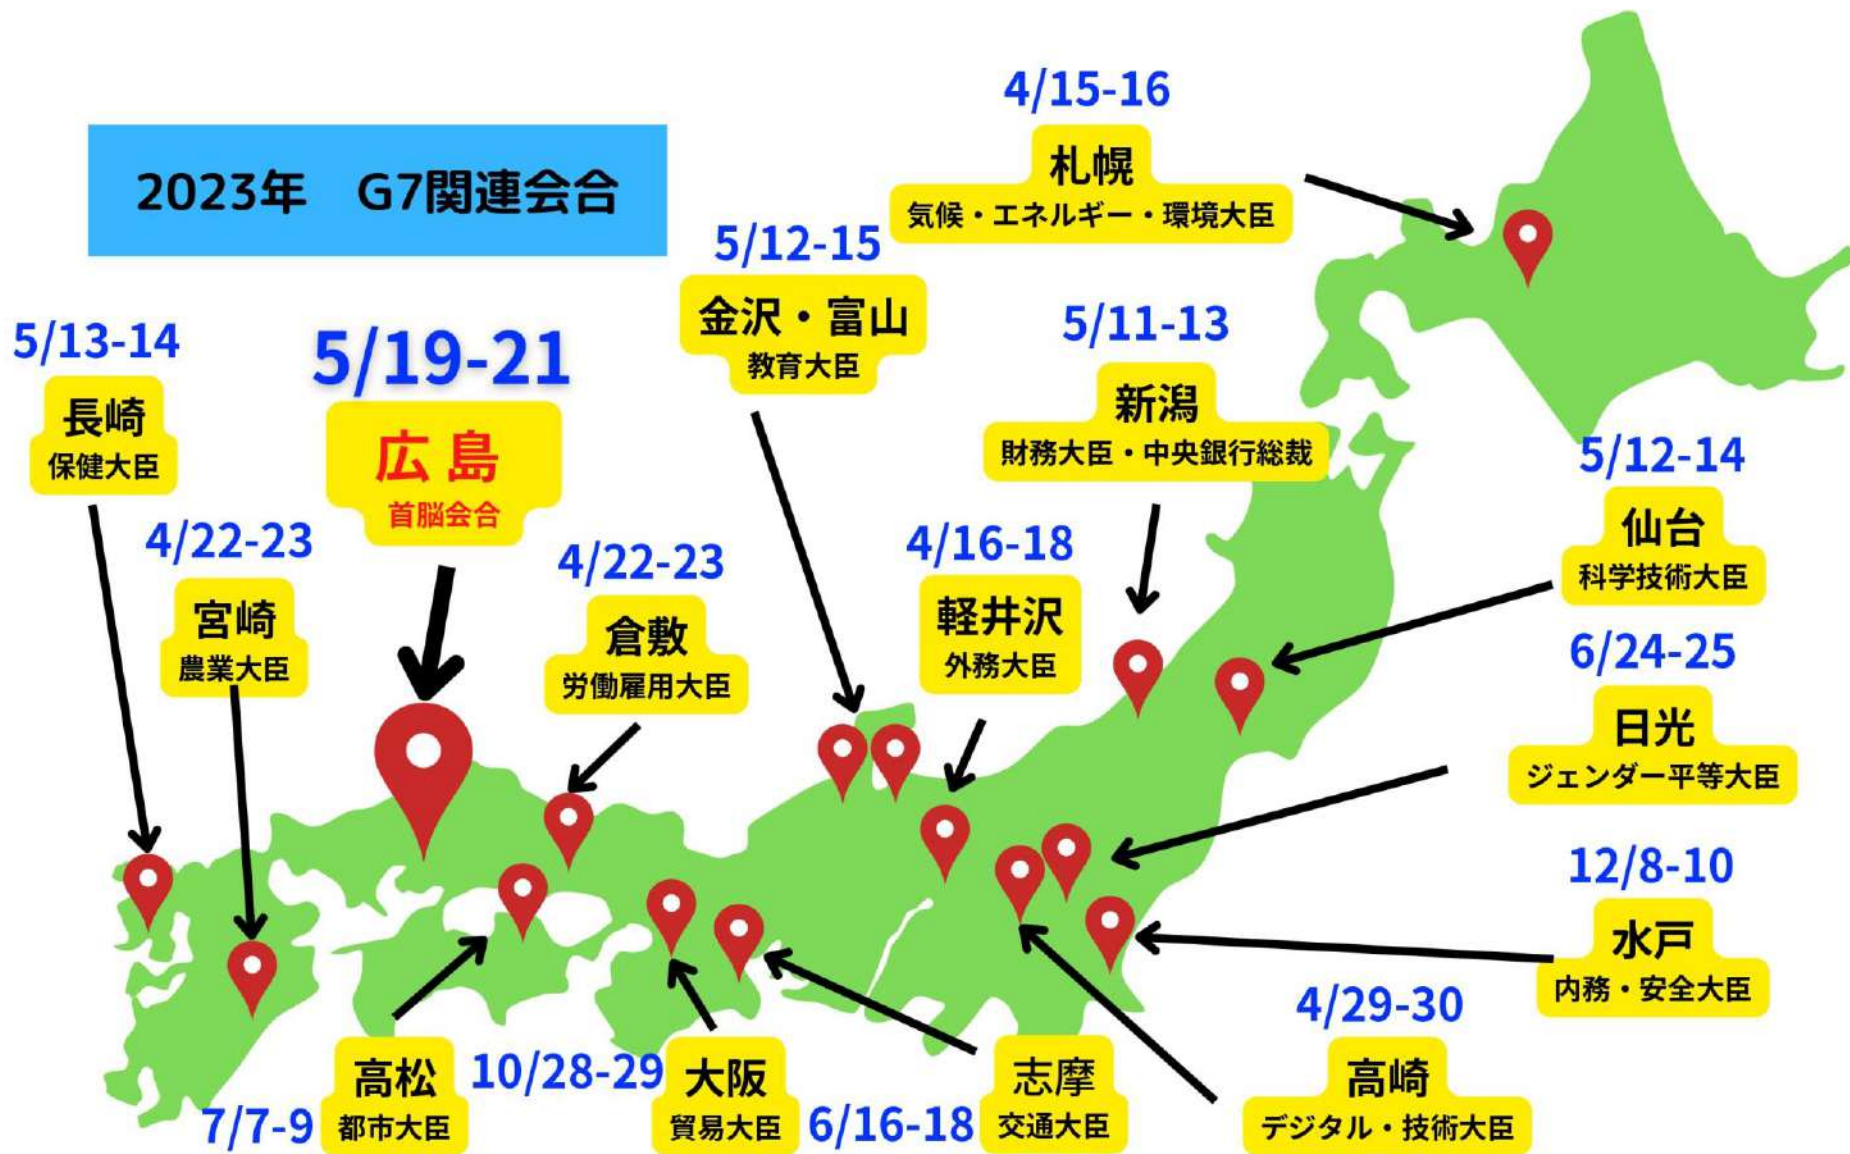 2023年　G7関連会合
4/15-16
札幌
気候・エネルギー・環境大臣
5/12-15
金沢・富山
教育大臣
5/11-13
新潟
財務大臣・中央銀行総裁
5/13-14
長崎
保健大臣
5/19-21
広島
首脳会合
5/12-14
仙台
科学技術大臣
4/22-23
宮崎
農業大臣
4/22-23
倉敷
労働雇用大臣
4/16-18
軽井沢
外務大臣
6/24-25
日光
ジェンダー平等大臣
12/8-10
水戸
内務・安全大臣
7/7-9
高松
都市大臣
10/28-29
大阪
貿易大臣
6/16-18
志摩
交通大臣
4/29-30
高崎
デジタル・技術大臣